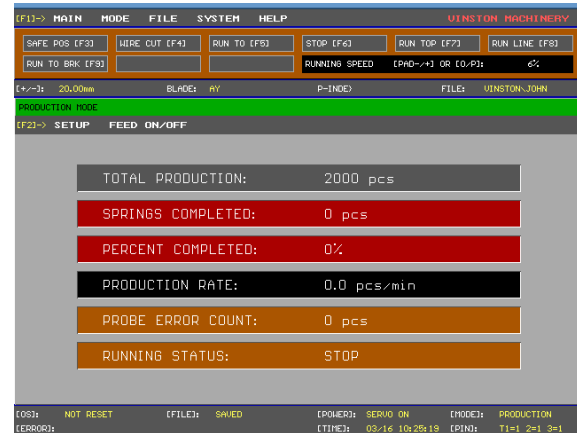 [F1]-> MAIN MODE FILE SYSTEM HELP VINSTON MACHINERY
SAFE POS [F3] WIRE CUT [F4] RUN TO [F5] STOP [F6] RUN TOP [F7] RUN LINE [F8]
RUN TO BRK [F9] RUNNING SPEED [PAD-/+] OR [O/P]: 6%
[+/-]: 20.00mm BLADE: AY P-INDE) FILE: VINSTON\JOHN
PRODUCTION MODE
[F2]-> SETUP FEED ON/OFF
TOTAL PRODUCTION: 2000 pcs
SPRINGS COMPLETED: 0 pcs
PERCENT COMPLETED: 0%
PRODUCTION RATE: 0.0 pcs/min
PROBE ERROR COUNT: 0 pcs
RUNNING STATUS: STOP
[OS]: NOT RESET [FILE]: SAVED [POWER]: SERVO ON [MODE]: PRODUCTION
[ERROR]: [TIME]: 03/16 10:25:19 [PIN]: T1=1 2=1 3=1